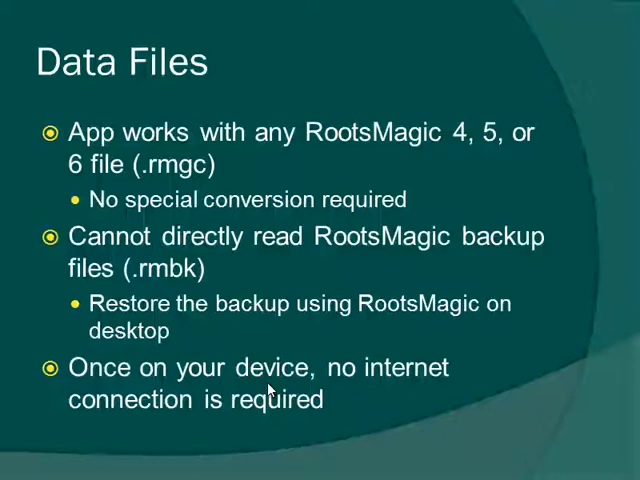 Data Files
App works with any RootsMagic 4, 5, or
6 file (.rmgc)
No special conversion required
Cannot directly read RootsMagic backup
files (.rmbk)
Restore the backup using RootsMagic on
desktop
Once on your device, no internet
connection is required